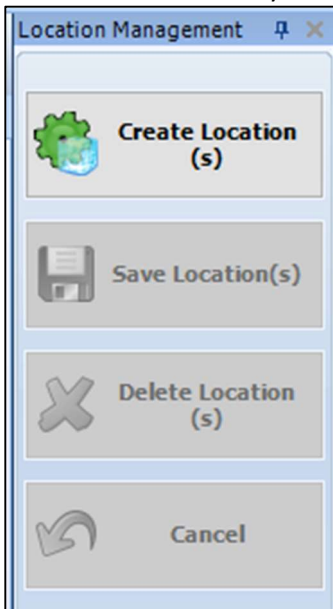 Location Management
Create Location
(s)
Save Location(s)
Delete Location
(s)
Cancel